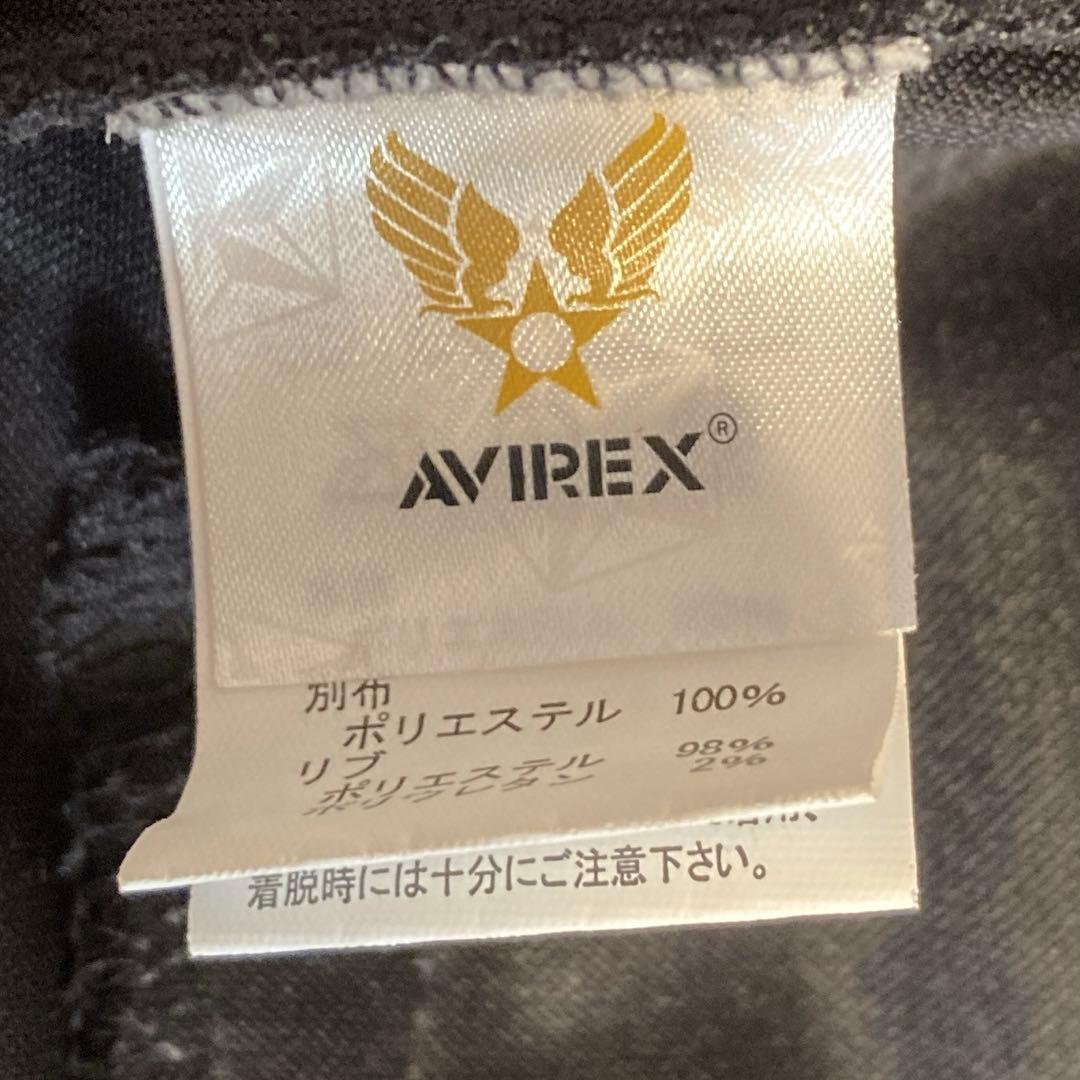 AVIREX®
別布
ポリエステル 100%
リブ
ポリエステル 98%
ポリウレタン 2%
着脱時には十分にご注意下さい。